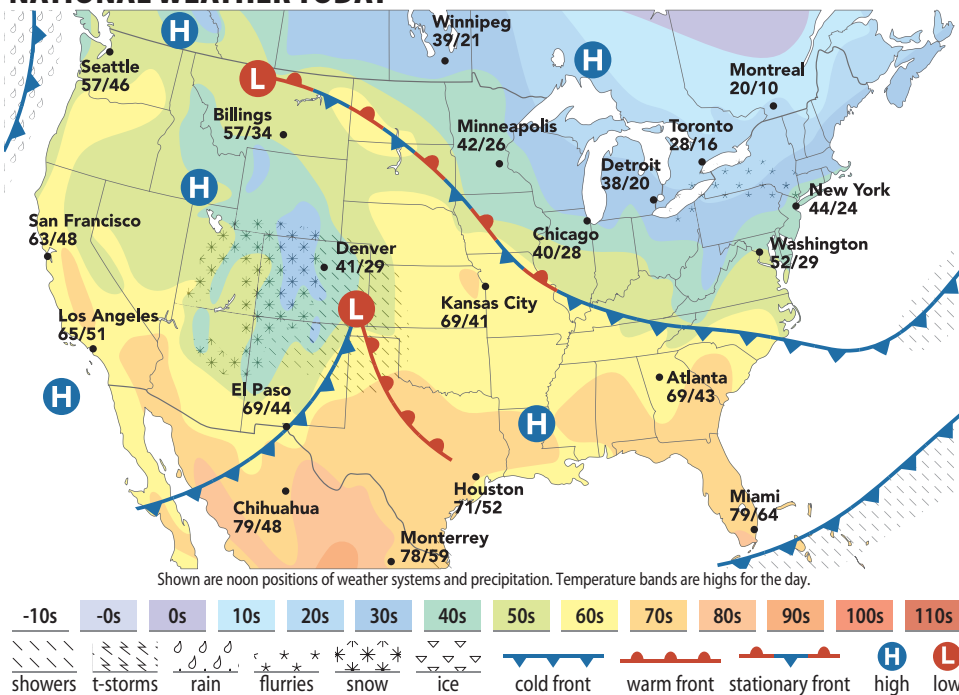 NATIONAL WEATHER TODAY
Winnipeg
39/21
H
H
Seattle
57/46
L
Montreal
20/10
Billings
57/34
Minneapolis
42/26
Toronto
28/16
Detroit
38/20
H
New York
44/24
San Francisco
63/48
Chicago
40/28
Washington
52/29
Denver
41/29
Kansas City
69/41
L
Los Angeles
65/51
El Paso
69/44
Atlanta
69/43
H
H
Houston
71/52
Chihuahua
79/48
Miami
79/64
Monterrey
78/59
Shown are noon positions of weather systems and precipitation. Temperature bands are highs for the day.
-10s -0s 0s 10s 20s 30s 40s 50s 60s 70s 80s 90s 100s 110s
H L
showers t-storms rain flurries snow ice cold front warm front stationary front high low